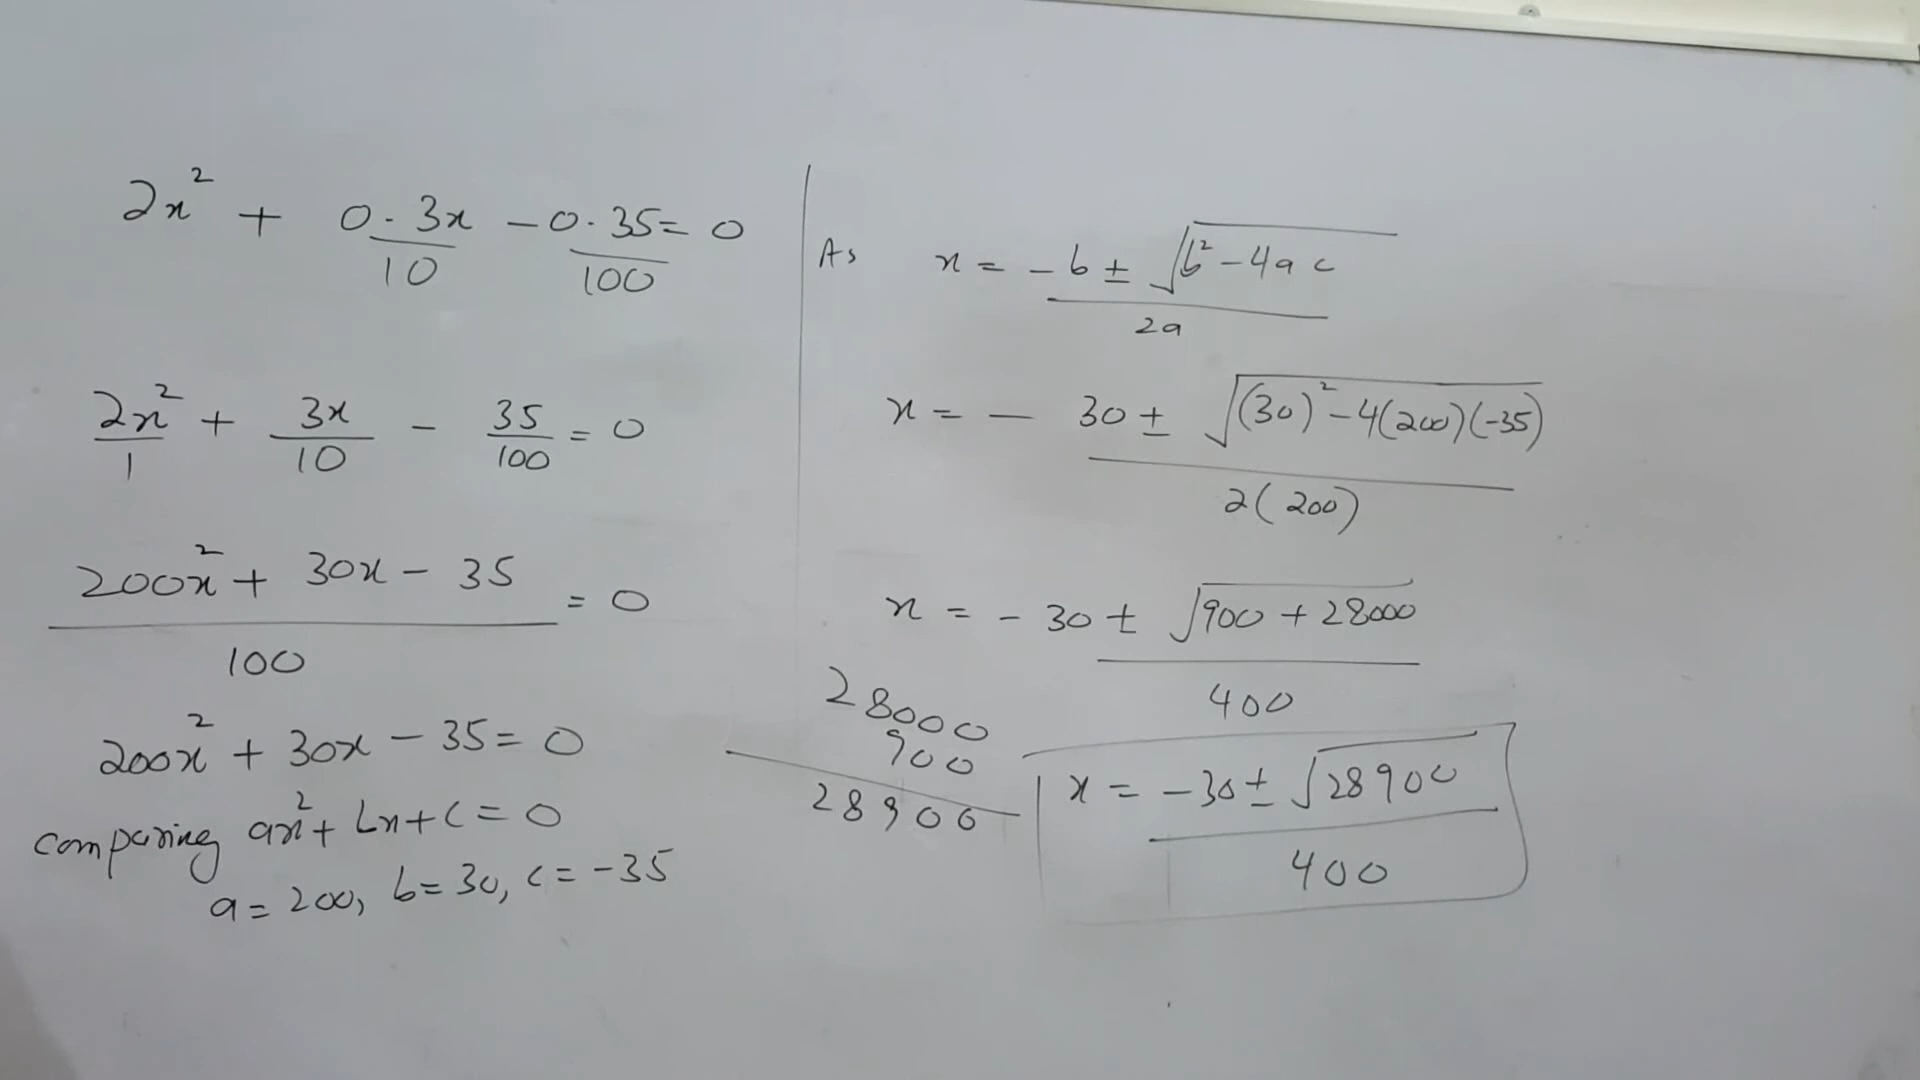 2x² + 0.3x/10 - 0.35/100 = 0
2x²/1 + 3x/10 - 35/100 = 0
200x² + 30x - 35/100 = 0
200x² + 30x - 35 = 0
comparing ax² + bx + c = 0
a = 200, b = 30, c = -35
As x = -b ± √b² - 4ac/2a
x = - 30 ± √(30)² - 4(200)(-35)/2(200)
x = - 30 ± √900 + 28000/400
28000
900
28900
x = -30 ± √28900/400